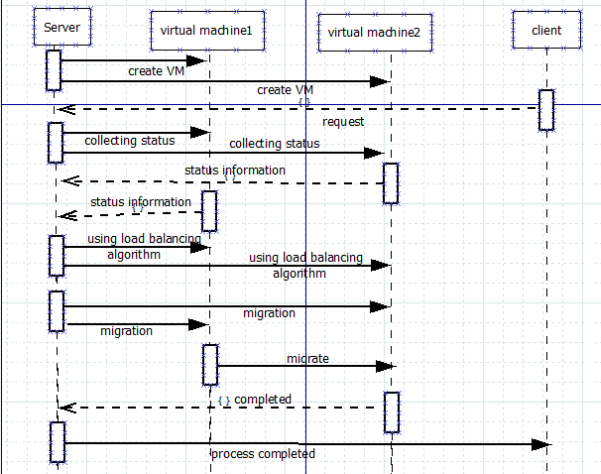 Server
virtual machine1
virtual machine2
client
create VM
create VM
{ }
request
collecting status
collecting status
status information
{ }
status information
{ }
using load balancing
algorithm
using load balancing
algorithm
migration
migration
migrate
{ } completed
process completed